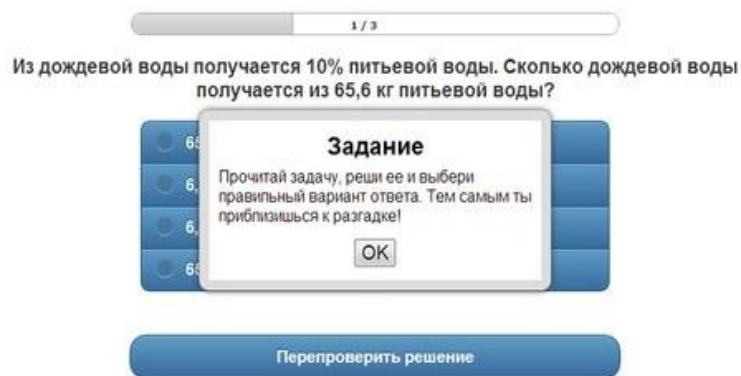 1 / 3
Из дождевой воды получается 10% питьевой воды. Сколько дождевой воды
получается из 65,6 кг питьевой воды?
Задание
Прочитай задачу, реши ее и выбери
правильный вариант ответа. Тем самым ты
приблизишься к разгадке!
OK
Перепроверить решение